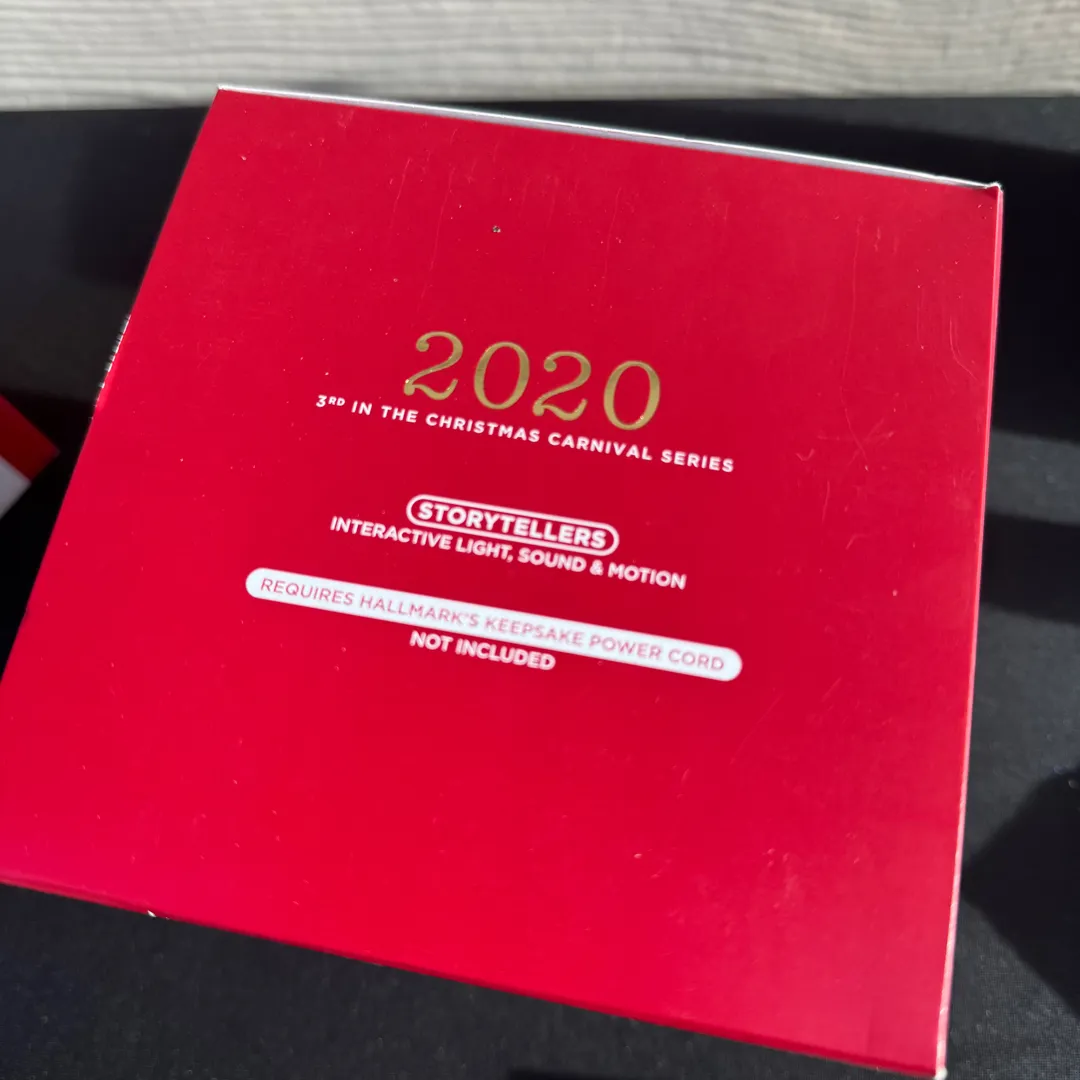 2020
3RD IN THE CHRISTMAS CARNIVAL SERIES
STORYTELLERS
INTERACTIVE LIGHT, SOUND & MOTION
REQUIRES HALLMARK'S KEEPSAKE POWER CORD
NOT INCLUDED